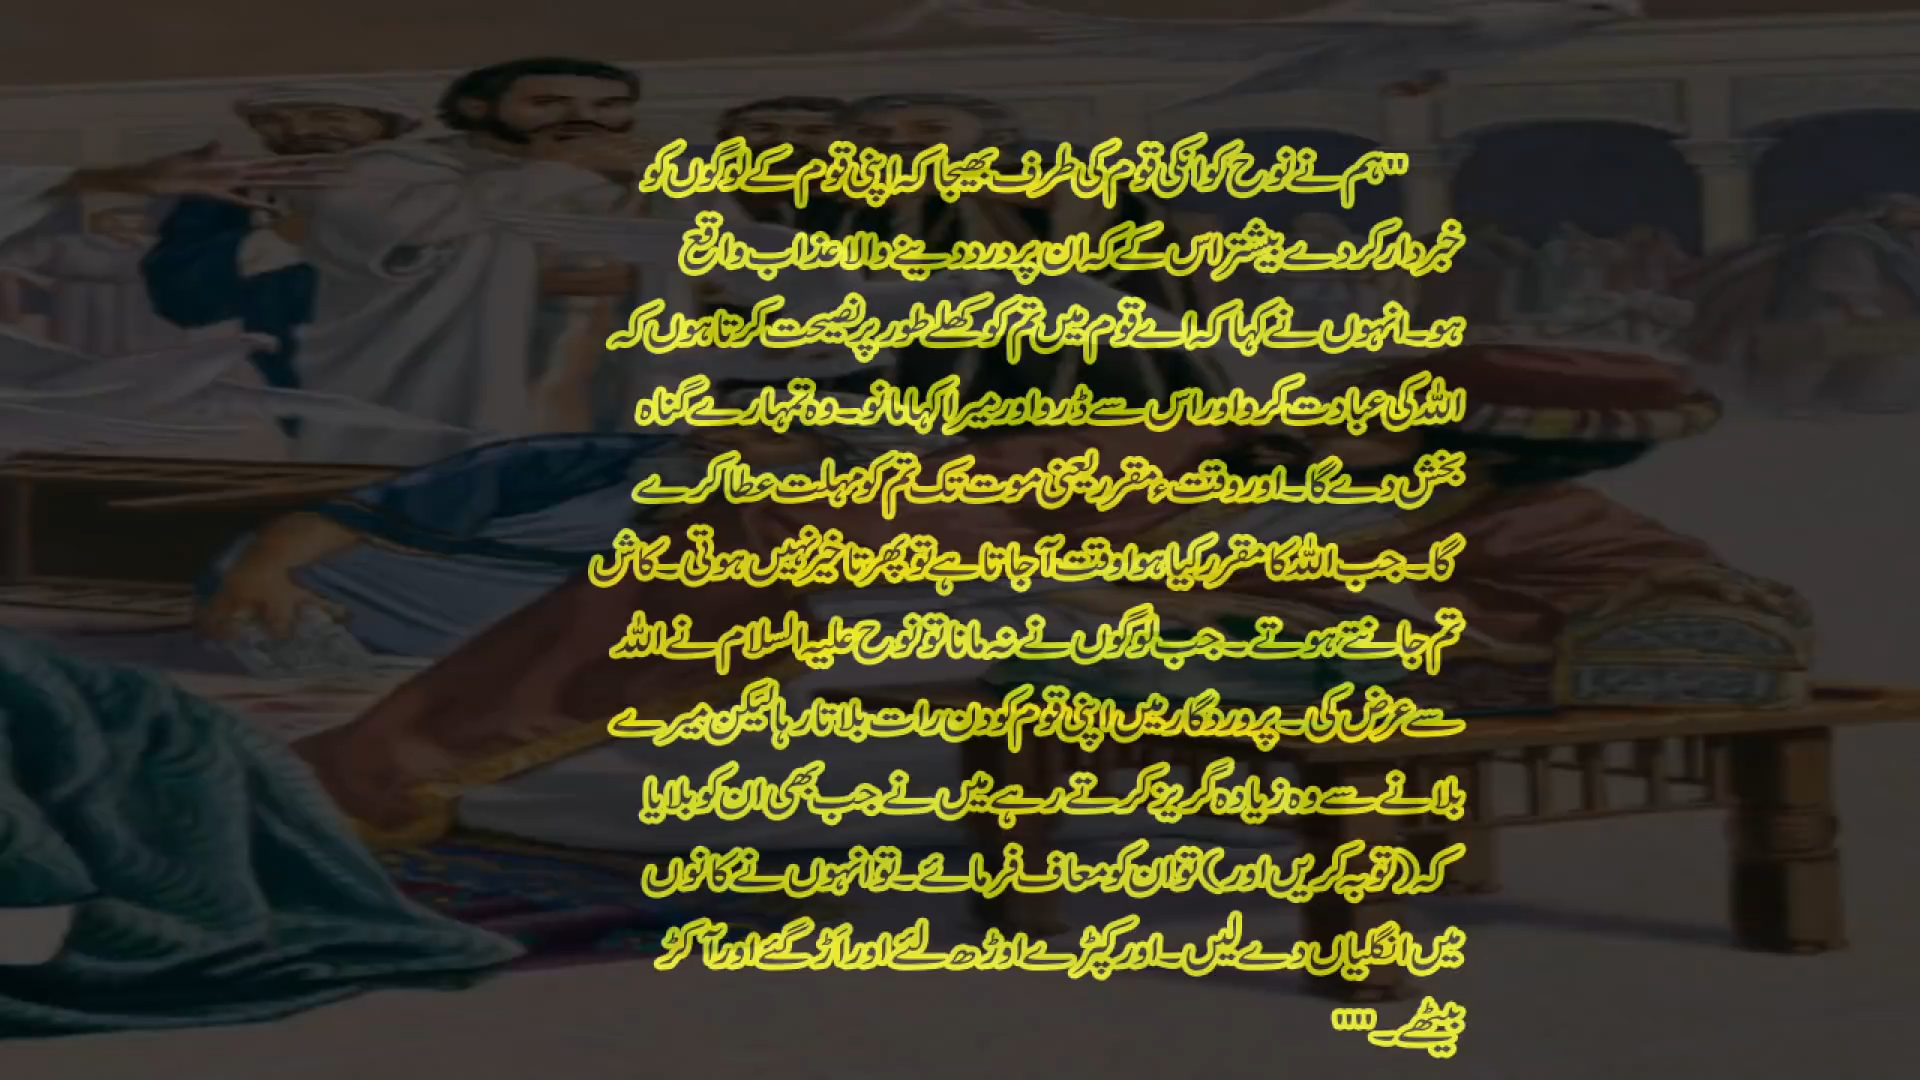 "ہم نے نوح کو انکی قوم کی طرف بھیجا کہ اپنی قوم کے لوگوں کو
خبردار کر دے بیشتر اس کے کہ ان پر درد دینے والا عذاب واقع
ہو۔ انہوں نے کہا کہ اے قوم میں تم کو کھلے طور پر نصیحت کرتا ہوں کہ
اللہ کی عبادت کرو اور اس سے ڈرو اور میرا کہا مانو۔ وہ تمہارے گناہ
بخش دے گا۔ اور وقت ءمقرر یعنی موت تک تم کو مہلت عطا کرے
گا۔ جب اللہ کا مقرر کیا ہوا وقت آ جاتا ہے تو پھر تاخیر نہیں ہوتی۔ کاش
تم جانتے ہوتے۔ جب لوگوں نے نہ مانا تو نوح علیہ السلام نے اللہ
سے عرض کی۔ پروردگار میں اپنی قوم کو دن رات بلاتا رہا لیکن میرے
بلانے سے وہ زیادہ گریز کرتے رہے میں نے جب بھی ان کو بلایا
کہ (توبہ کریں اور) تو ان کو معاف فرمائے۔ تو انہوں نے کانوں
میں انگلیاں دے لیں۔ اور کپڑے اوڑھ لئے اور اَڑ گئے اور آکڑ
بیٹھے۔""